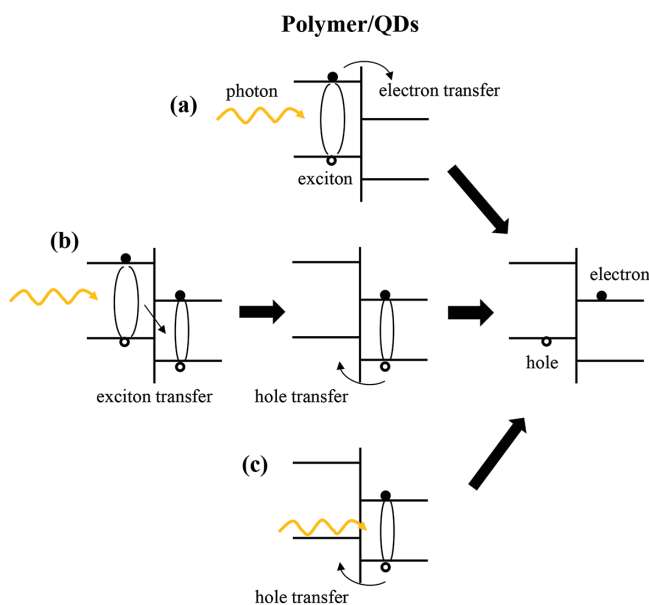 Polymer/QDs
photon
electron transfer
(a)
exciton
(b)
electron
hole
exciton transfer
hole transfer
(c)
hole transfer